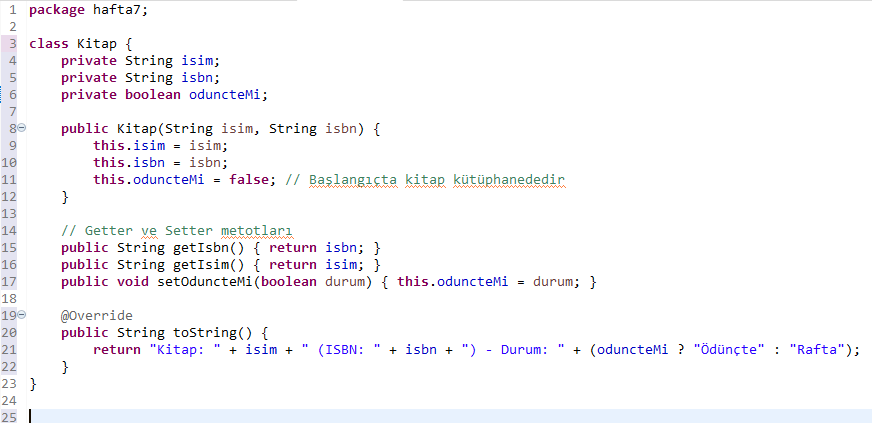 1 package hafta7;
2
3 class Kitap {
4     private String isim;
5     private String isbn;
6     private boolean oduncteMi;
7
8     public Kitap(String isim, String isbn) {
9         this.isim = isim;
10         this.isbn = isbn;
11         this.oduncteMi = false; // Başlangıçta kitap kütüphanededir
12     }
13
14     // Getter ve Setter metotları
15     public String getIsbn() { return isbn; }
16     public String getIsim() { return isim; }
17     public void setOduncteMi(boolean durum) { this.oduncteMi = durum; }
18
19     @Override
20     public String toString() {
21         return "Kitap: " + isim + " (ISBN: " + isbn + ") - Durum: " + (oduncteMi ? "Ödünçte" : "Rafta");
22     }
23 }
24
25